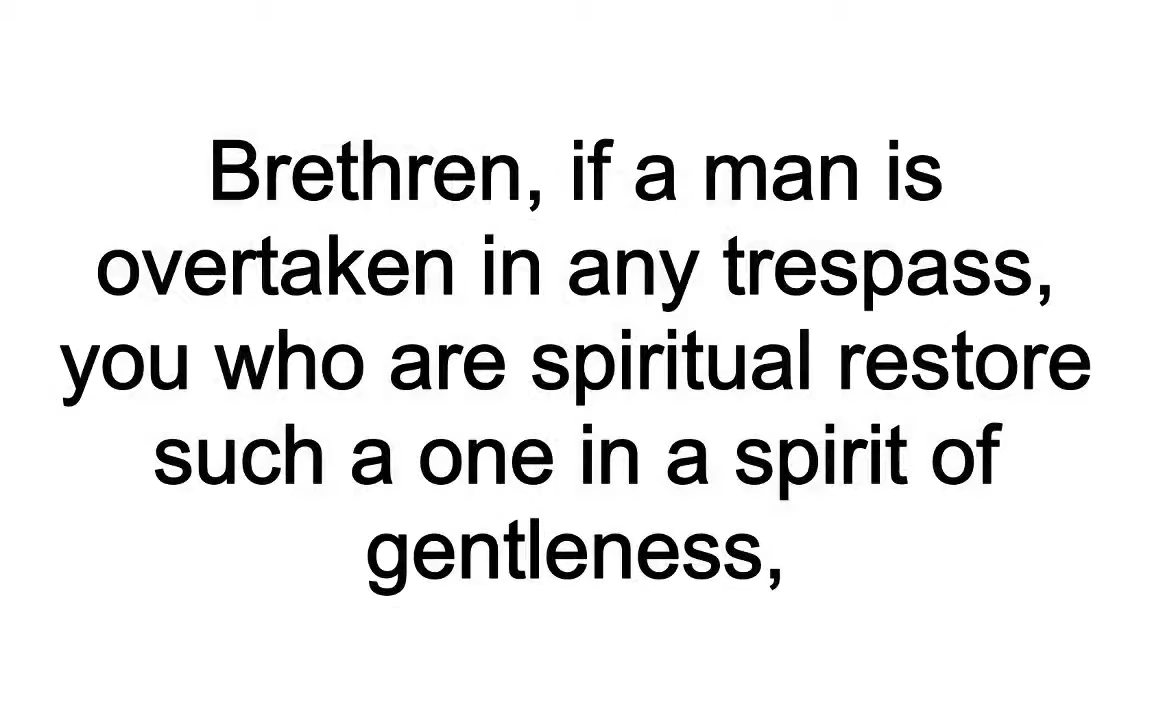 Brethren, if a man is
overtaken in any trespass,
you who are spiritual restore
such a one in a spirit of
gentleness,